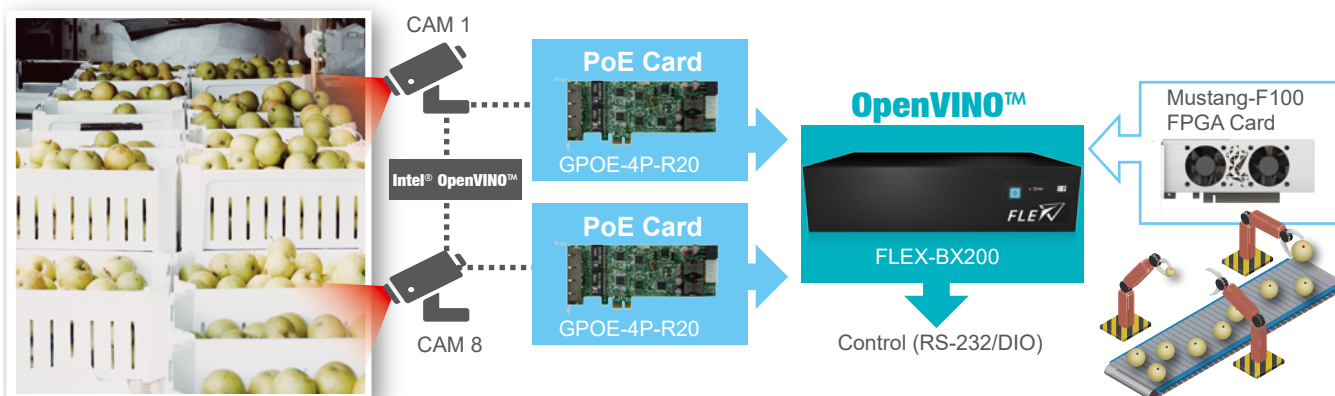 CAM 1
Intel® OpenVINO™
CAM 8
PoE Card
GPOE-4P-R20
PoE Card
GPOE-4P-R20
OpenVINO™
FLEX
FLEX-BX200
Control (RS-232/DIO)
Mustang-F100
FPGA Card